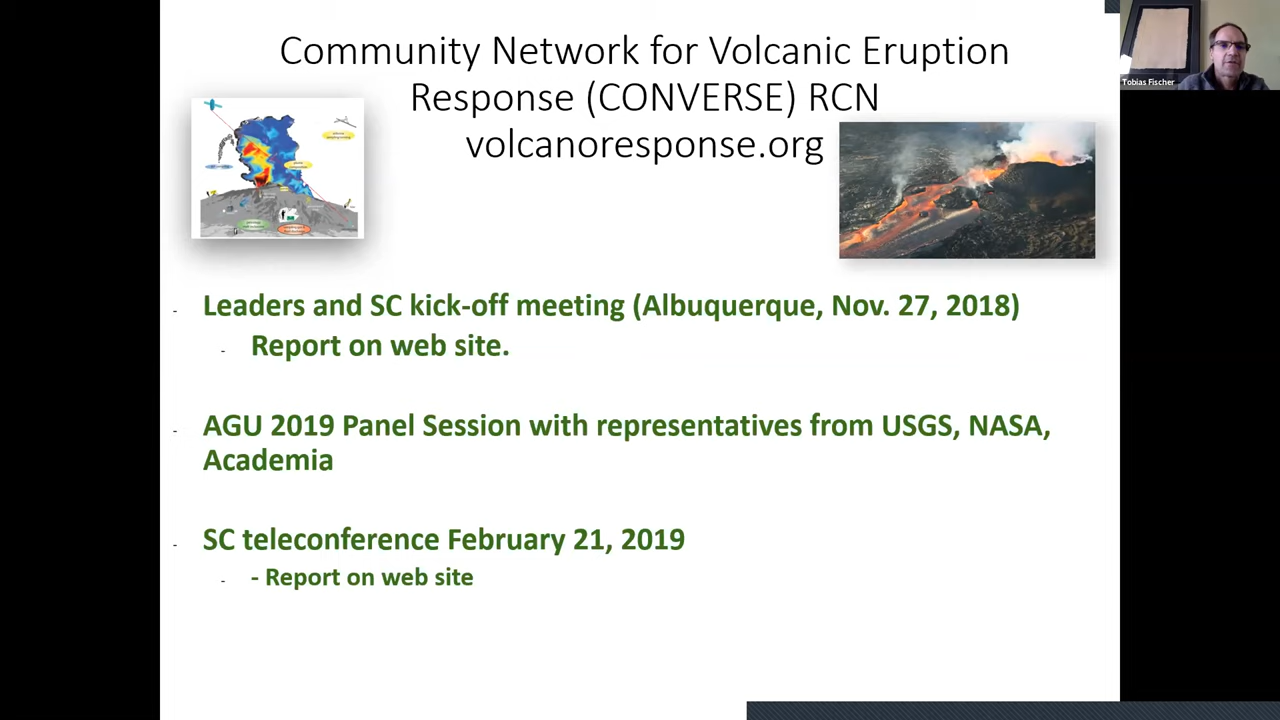 Community Network for Volcanic Eruption
Response (CONVERSE) RCN
volcanoresponse.org
Tobias Fischer
- Leaders and SC kick-off meeting (Albuquerque, Nov. 27, 2018)
- Report on web site.
- AGU 2019 Panel Session with representatives from USGS, NASA,
Academia
- SC teleconference February 21, 2019
- - Report on web site